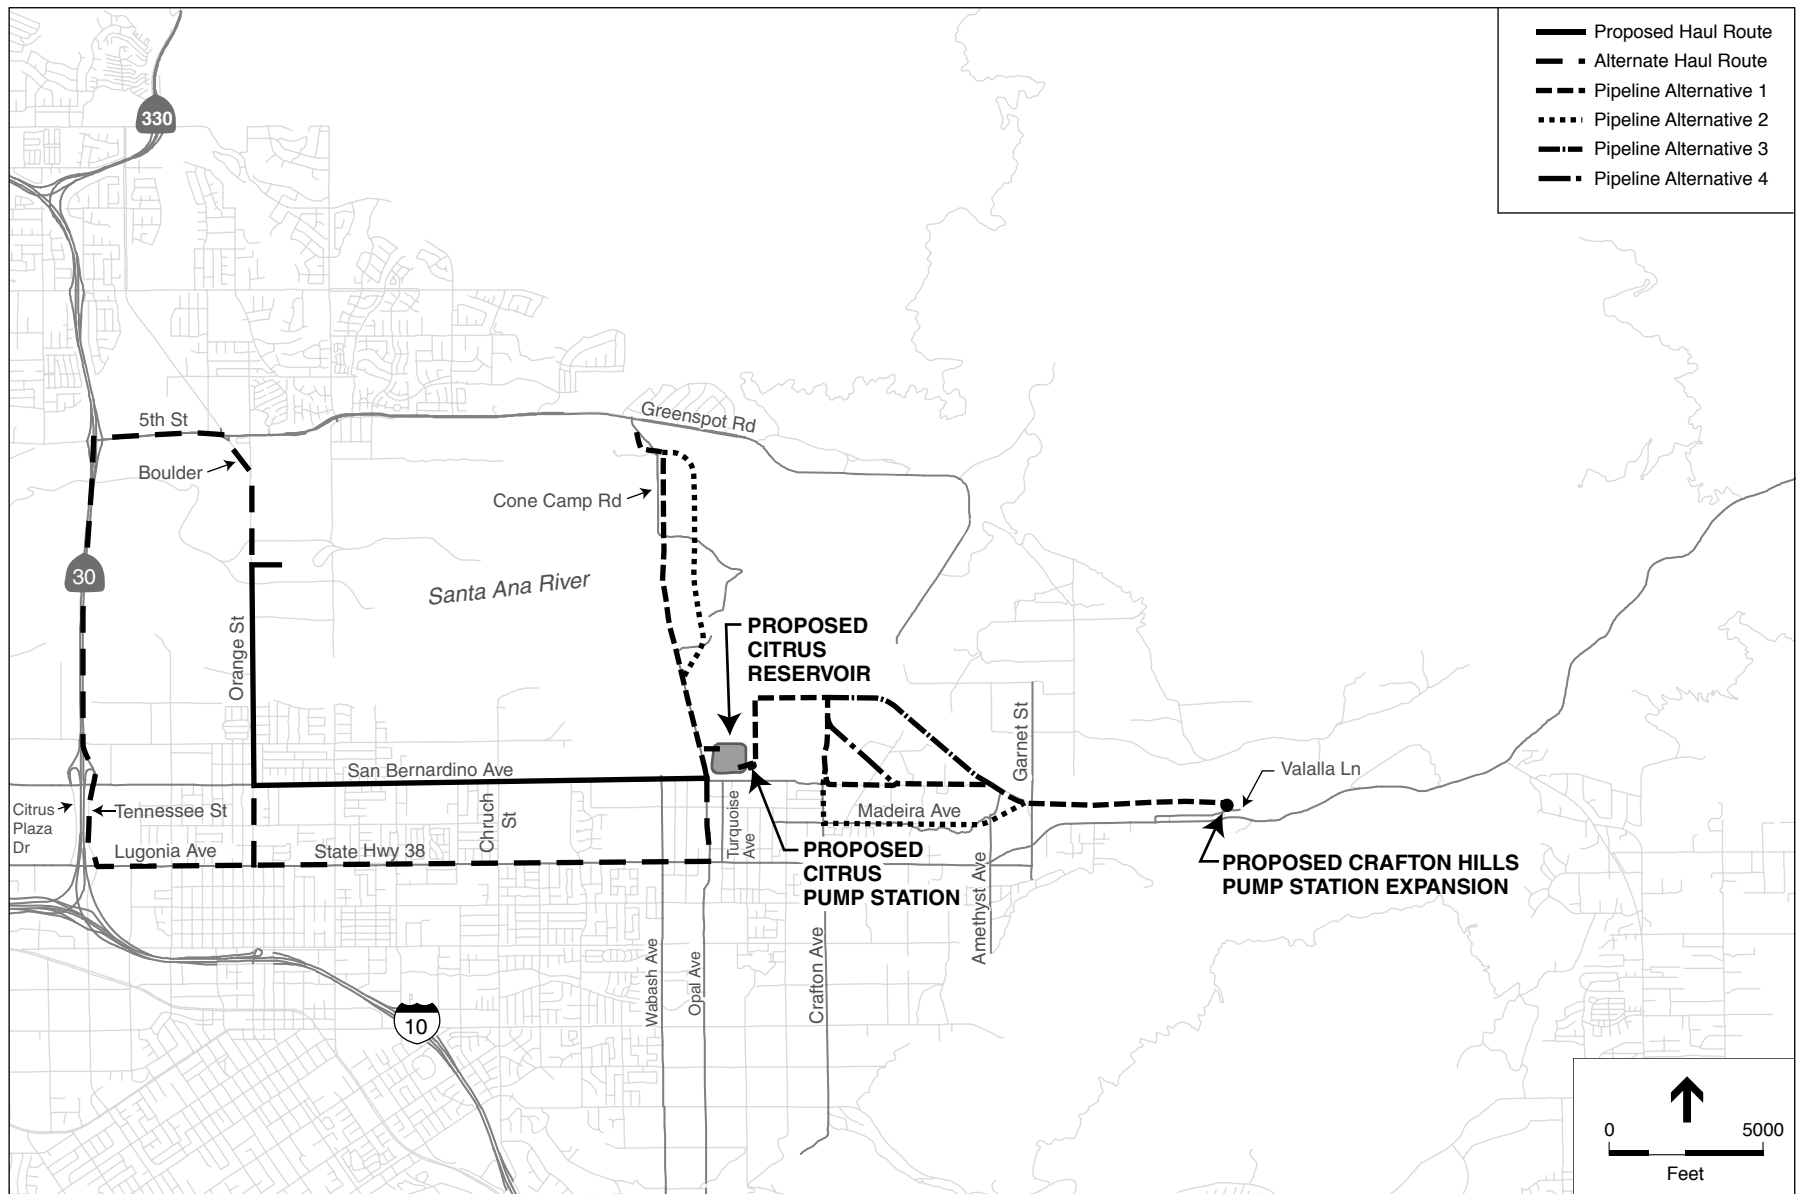 Proposed Haul Route
Alternate Haul Route
Pipeline Alternative 1
Pipeline Alternative 2
Pipeline Alternative 3
Pipeline Alternative 4
330
5th St
Greenspot Rd
Boulder
Cone Camp Rd
30
Santa Ana River
Orange St
PROPOSED
CITRUS
RESERVOIR
Garnet St
San Bernardino Ave
Valalla Ln
Citrus
Plaza
Dr
Tennessee St
Chruch
St
Turquoise
Ave
Madeira Ave
Lugonia Ave
State Hwy 38
PROPOSED
CITRUS
PUMP STATION
PROPOSED CRAFTON HILLS
PUMP STATION EXPANSION
Amethyst Ave
Wabash Ave
Opal Ave
Crafton Ave
10
0
5000
Feet